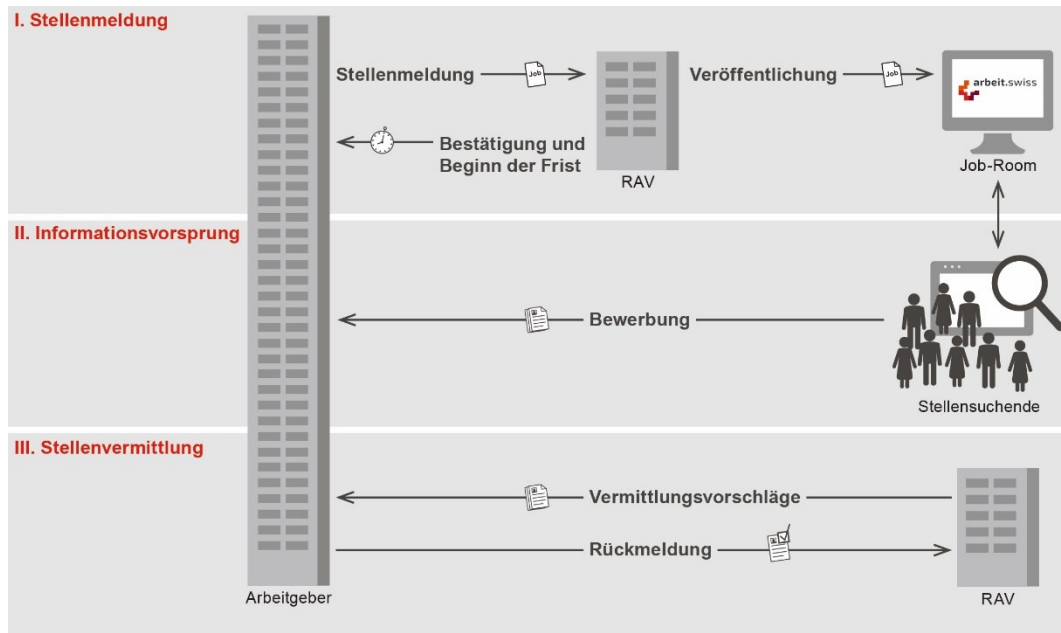 I. Stellenmeldung
Stellenmeldung
Job
Veröffentlichung
Job
arbeit.swiss
Bestätigung und
Beginn der Frist
RAV
Job-Room
II. Informationsvorsprung
Bewerbung
Stellensuchende
III. Stellenvermittlung
Vermittlungsvorschläge
Rückmeldung
Arbeitgeber
RAV